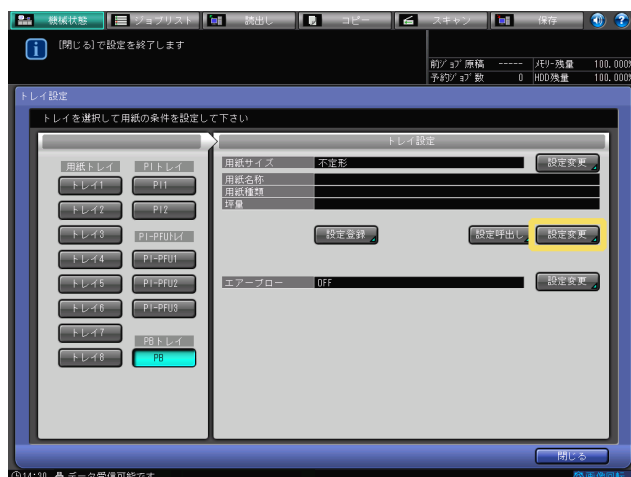 機械状態 ジョブリスト 読出し コピー スキャン 保存
[閉じる]で設定を終了します
前ジョブ原稿 ----- メモリー残量 100.000%
予約ジョブ数 0 HDD残量 100.000%
トレイ設定
トレイを選択して用紙の条件を設定して下さい
トレイ設定
用紙トレイ PIトレイ
トレイ1 PI1
トレイ2 PI2
トレイ3 PI-PFUトレイ
トレイ4 PI-PFU1
トレイ5 PI-PFU2
トレイ6 PI-PFU3
トレイ7 PBトレイ
トレイ8 PB
用紙サイズ 不定形 設定変更
用紙名称
用紙種類
坪量
設定登録 設定呼出し 設定変更
エアーブロー OFF 設定変更
閉じる
14:30 データ受信可能です 画像回転